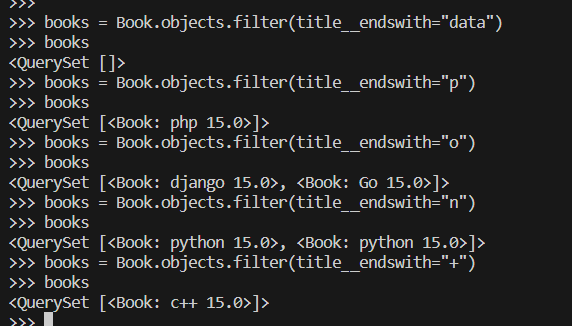 >>>
>>> books = Book.objects.filter(title__endswith="data")
>>> books
<QuerySet []>
>>> books = Book.objects.filter(title__endswith="p")
>>> books
<QuerySet [<Book: php 15.0>]>
>>> books = Book.objects.filter(title__endswith="o")
>>> books
<QuerySet [<Book: django 15.0>, <Book: Go 15.0>]>
>>> books = Book.objects.filter(title__endswith="n")
>>> books
<QuerySet [<Book: python 15.0>, <Book: python 15.0>]>
>>> books = Book.objects.filter(title__endswith="+")
>>> books
<QuerySet [<Book: c++ 15.0>]>
>>>